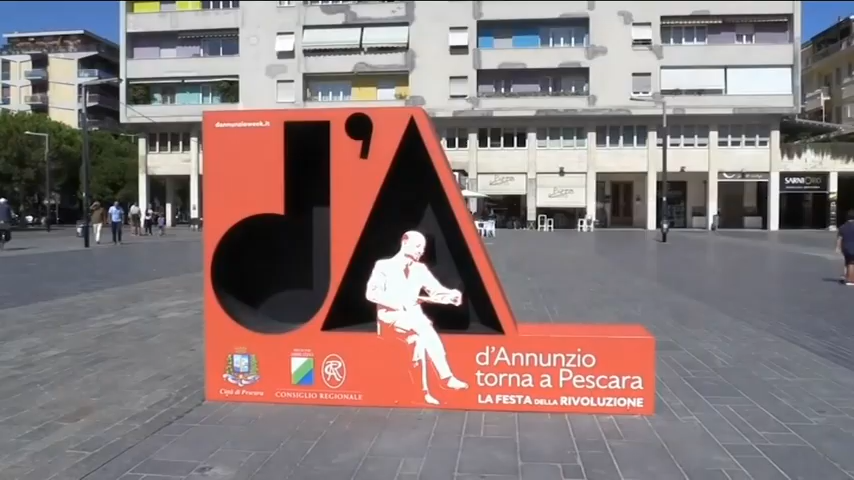 dannunzioweek.it
d'A
d'Annunzio
torna a Pescara
LA FESTA DELLA RIVOLUZIONE
Città di Pescara
CONSIGLIO REGIONALE
SARNI ORO